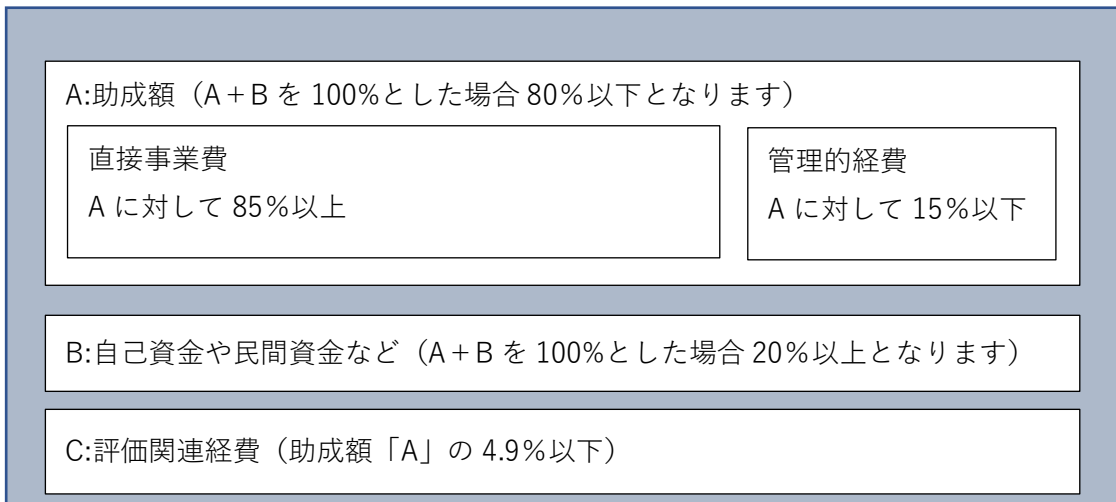 A:助成額（A＋B を 100%とした場合 80％以下となります）
直接事業費
A に対して 85％以上
管理的経費
A に対して 15％以下
B:自己資金や民間資金など（A＋B を 100%とした場合 20％以上となります）
C:評価関連経費（助成額「A」の 4.9％以下）